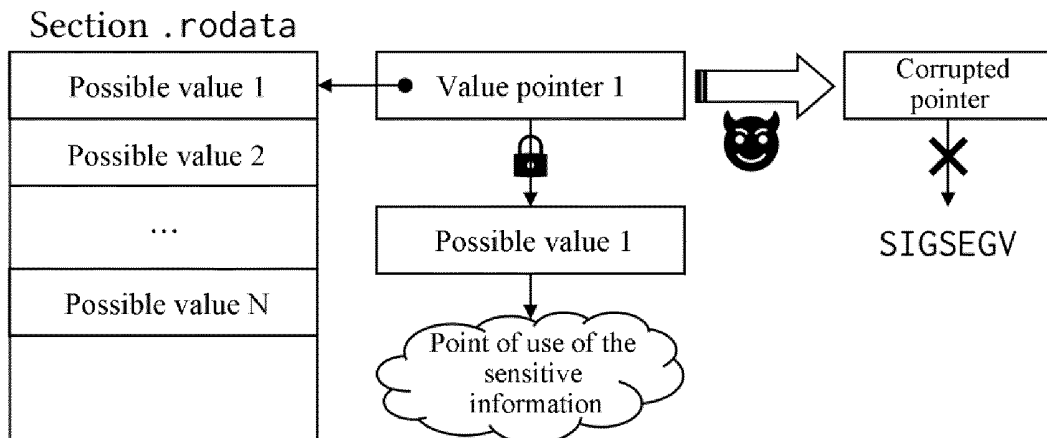 Section .rodata
Possible value 1
Possible value 2
...
Possible value N
Value pointer 1
Possible value 1
Point of use of the
sensitive
information
Corrupted
pointer
SIGSEGV